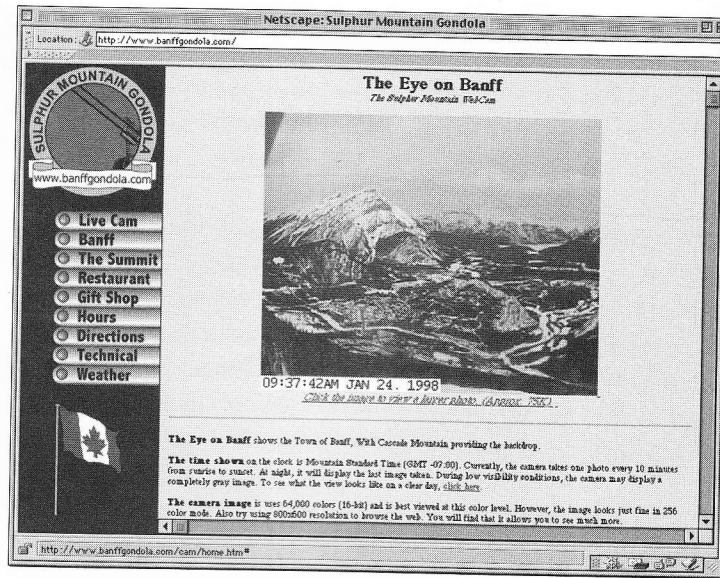 Netscape: Sulphur Mountain Gondola
Location: http://www.banffgondola.com/
SULPHUR MOUNTAIN GONDOLA
www.banffgondola.com
Live Cam
Banff
The Summit
Restaurant
Gift Shop
Hours
Directions
Technical
Weather
The Eye on Banff
The Sulphur Mountain WebCam
09:37:42AM JAN 24. 1998
Click the image to view a larger photo. (Approx. 75K)
The Eye on Banff shows the Town of Banff, With Cascade Mountain providing the backdrop.
The time shown on the clock is Mountain Standard Time (GMT -07:00). Currently, the camera takes one photo every 10 minutes
from sunrise to sunset. At night, it will display the last image taken. During low visibility conditions, the camera may display a
completely gray image. To see what the view looks like on a clear day, click here.
The camera image is uses 64,000 colors (16-bit) and is best viewed at this color level. However, the image looks just fine in 256
color mode. Also try using 800x600 resolution to browse the web. You will find that it allows you to see much more.
http://www.banffgondola.com/cam/home.htm#